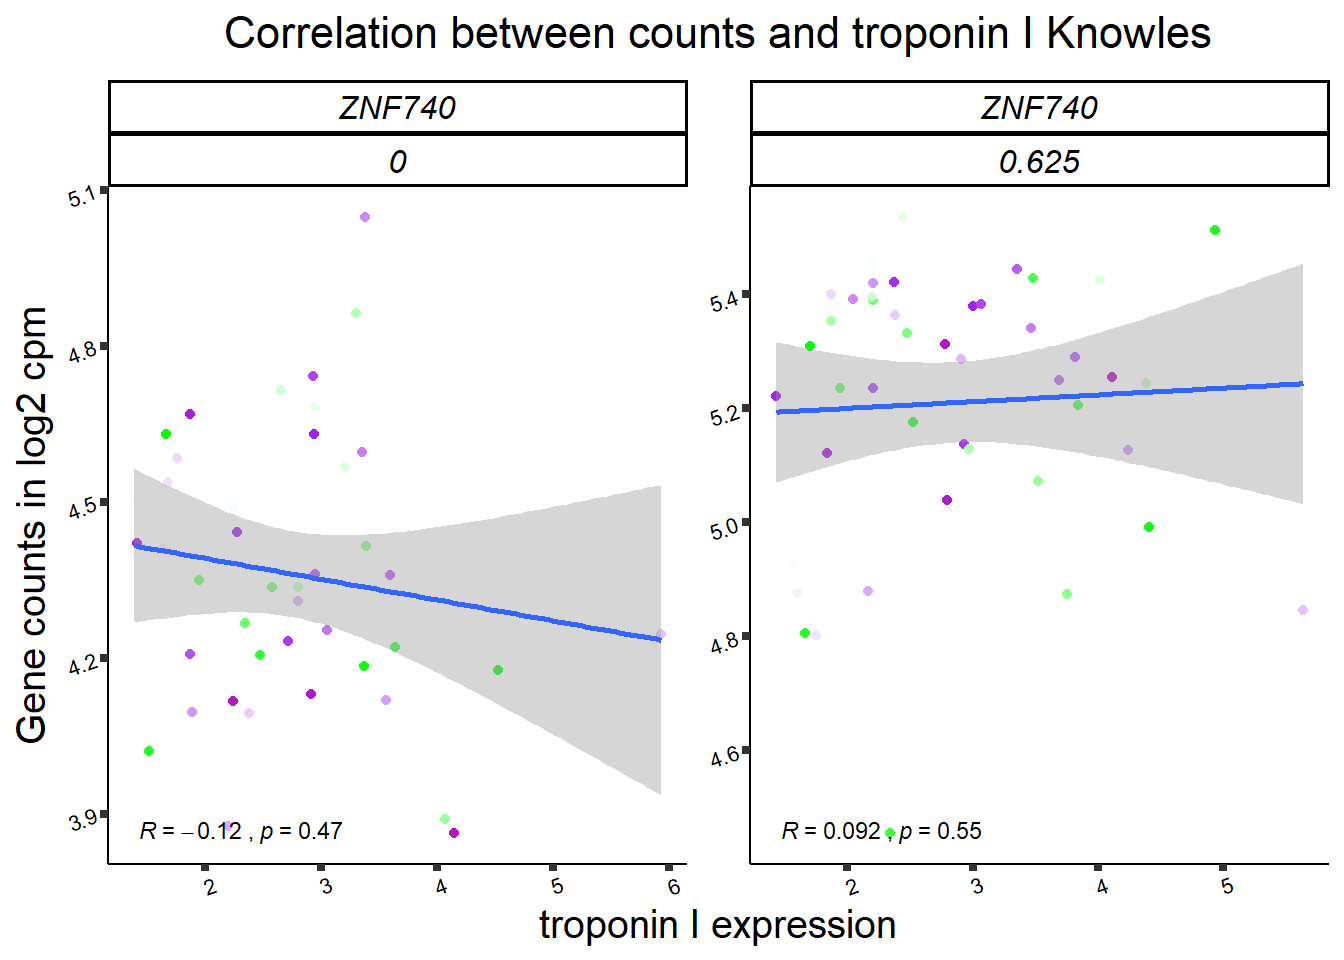 Correlation between counts and troponin I Knowles
ZNF740
0
ZNF740
0.625
Gene counts in log2 cpm
5.1
4.8
4.5
4.2
3.9
R = −0.12 , p = 0.47
2 3 4 5 6
5.4
5.2
5.0
4.8
4.6
R = 0.092 , p = 0.55
2 3 4 5
troponin I expression